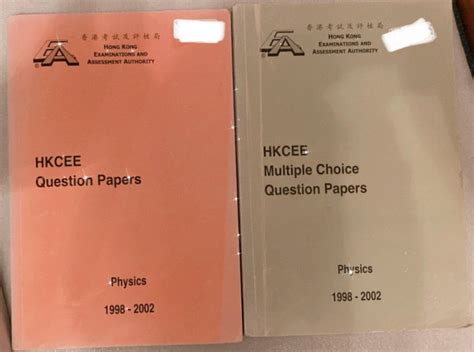 香港考試及評核局
HONG KONG
EXAMINATIONS AND
ASSESSMENT AUTHORITY
HKCEE
Question Papers
Physics
1998 - 2002
香港考試及評核局
HONG KONG
EXAMINATIONS AND
ASSESSMENT AUTHORITY
HKCEE
Multiple Choice
Question Papers
Physics
1998 - 2002